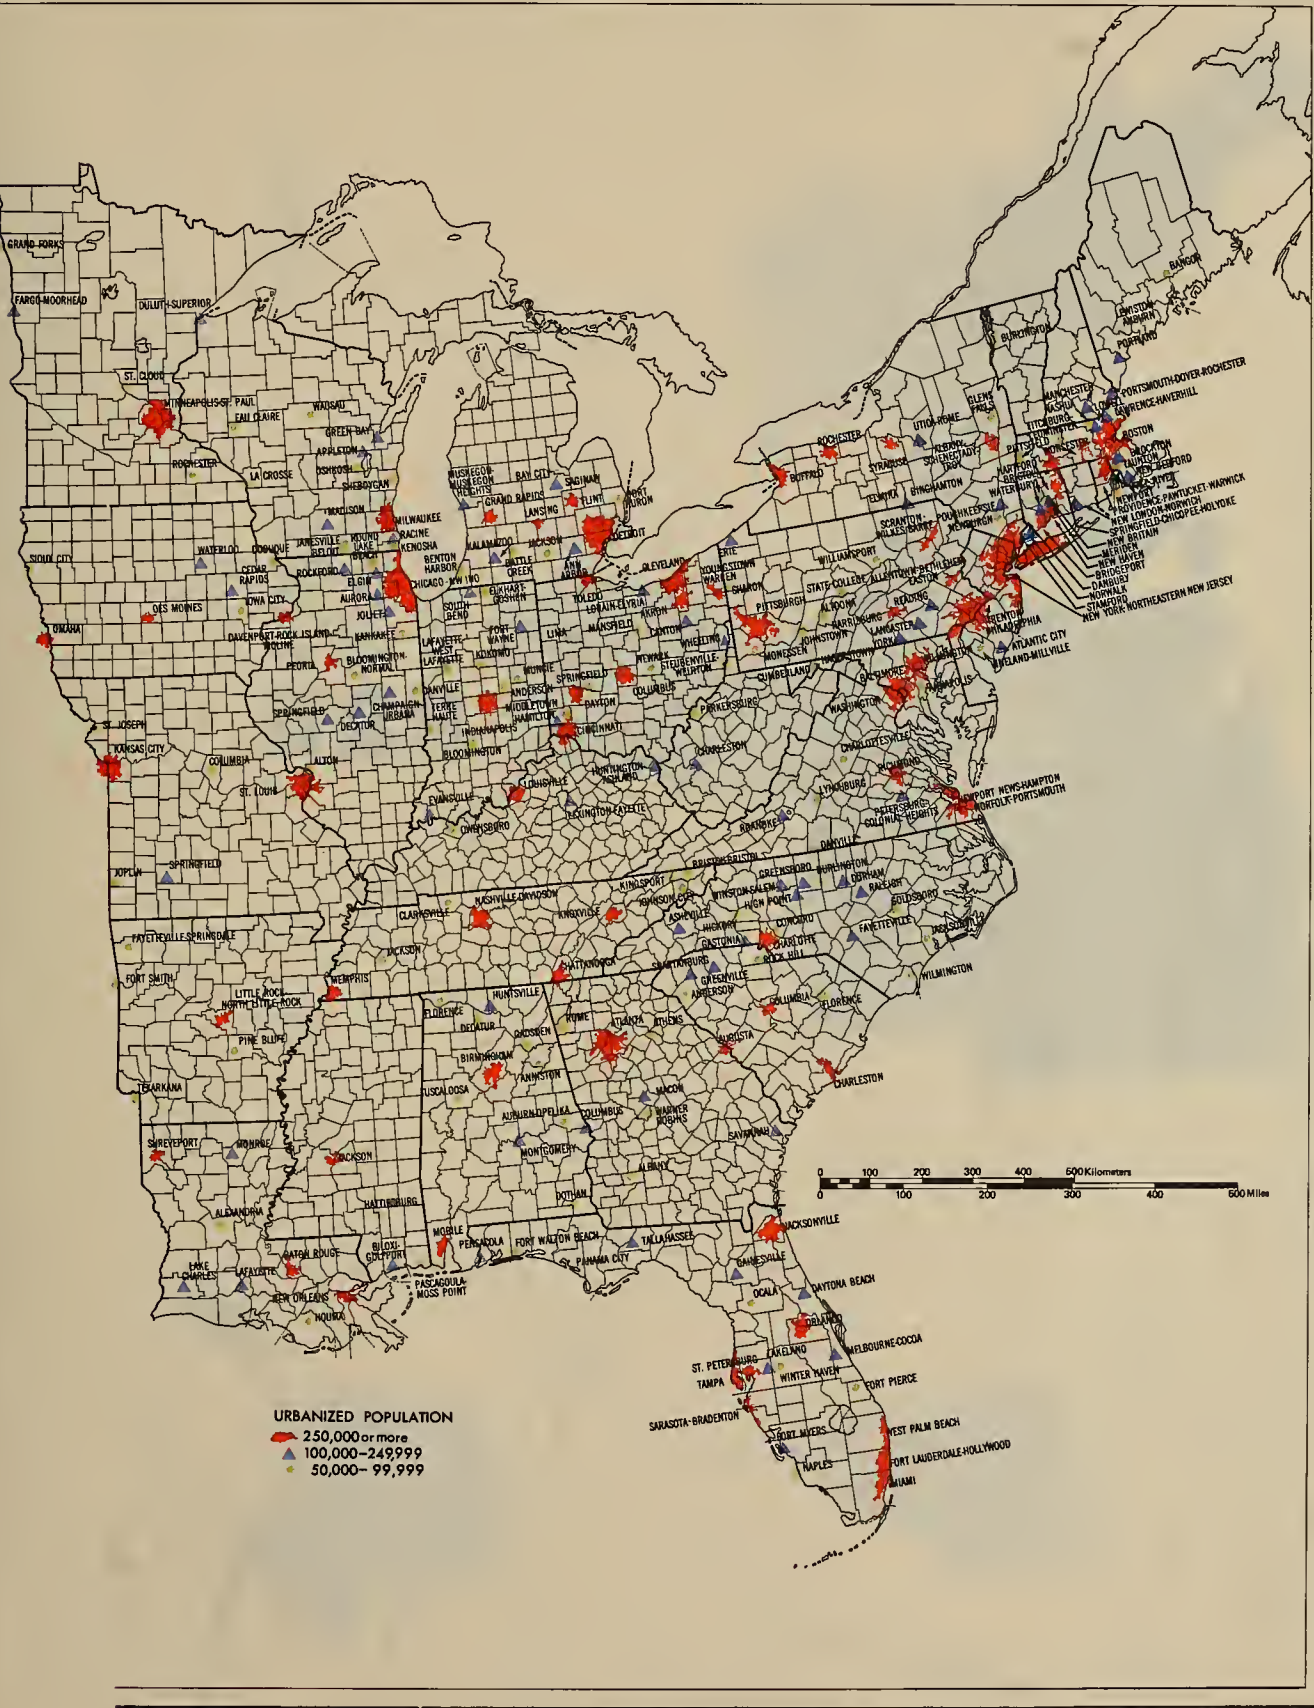 GRAND FORKS
FARGO-MOORHEAD
DULUTH-SUPERIOR
ST. CLOUD
MINNEAPOLIS-ST. PAUL
EAU CLAIRE
WAUSAU
GREEN BAY
APPLETON
OSHKOSH
SHEBOYGAN
ROCHESTER
LA CROSSE
MADISON
MILWAUKEE
RACINE
KENOSHA
JANESVILLE
BELOIT
ROUND
LAKE
BEACH
SIOUX CITY
WATERLOO
DUBUQUE
ROCKFORD
CEDAR
RAPIDS
IOWA CITY
ELGIN
AURORA
JOLIET
CHICAGO-NW IND
DES MOINES
OMAHA
DAVENPORT-ROCK ISLAND
MOLINE
KANKAKEE
PEORIA
BLOOMINGTON-
NORMAL
SPRINGFIELD
DECATUR
CHAMPAIGN
URBANA
DANVILLE
MUSKEGON-
MUSKEGON
HEIGHTS
BAY CITY
SAGINAW
GRAND RAPIDS
FLINT
PORT
HURON
LANSING
DETROIT
KALAMAZOO
JACKSON
BATTLE
CREEK
ANN
ARBOR
BENTON
HARBOR
SOUTH
BEND
ELKHART-
GOSHEN
FORT
WAYNE
LAFAYETTE
WEST
LAFAYETTE
KOKOMO
MUNCIE
ANDERSON
TERRE
HAUTE
INDIANAPOLIS
BLOOMINGTON
EVANSVILLE
TOLEDO
CLEVELAND
LORAIN-ELYRIA
AKRON
YOUNGSTOWN
WARREN
SHARON
LIMA
MANSFIELD
CANTON
WHEELING
NEWARK
STEUBENVILLE-
WEIRTON
SPRINGFIELD
COLUMBUS
DAYTON
MIDDLETOWN
HAMILTON
CINCINNATI
PARKERSBURG
CHARLESTON
HUNTINGTON
ASHLAND
LOUISVILLE
LEXINGTON-FAYETTE
OWENSBORO
ERIE
BUFFALO
ROCHESTER
SYRACUSE
UTICA-ROME
GLENS
FALLS
ALBANY-
SCHENECTADY-
TROY
ELMIRA
BINGHAMTON
POUGHKEEPSIE
NEWBURGH
BURLINGTON
BANGOR
LEWISTON
AUBURN
PORTLAND
PORTSMOUTH-DOVER-ROCHESTER
LAWRENCE-HAVERHILL
LOWELL
MANCHESTER
NASHUA
FITCHBURG
LEOMINSTER
PITTSFIELD
WORCESTER
BOSTON
BROCKTON
TAUNTON
NEW BEDFORD
FALL RIVER
NEWPORT
PROVIDENCE-PAWTUCKET-WARWICK
NEW LONDON-NORWICH
SPRINGFIELD-CHICOPEE-HOLYOKE
HARTFORD
BRISTOL
WATERBURY
NEW BRITAIN
MERIDEN
NEW HAVEN
BRIDGEPORT
DANBURY
NORWALK
STAMFORD
NEW YORK-NORTHEASTERN NEW JERSEY
SCRANTON-
WILKES-BARRE
WILLIAMSPORT
STATE COLLEGE
ALLENTOWN-BETHLEHEM
EASTON
PITTSBURGH
ALTOONA
HARRISBURG
READING
LANCASTER
JOHNSTOWN
MONESSEN
HAGERSTOWN
YORK
TRENTON
PHILADELPHIA
ATLANTIC CITY
VINELAND-MILLVILLE
WILMINGTON
CUMBERLAND
BALTIMORE
ANNAPOLIS
WASHINGTON
CHARLOTTESVILLE
RICHMOND
LYNCHBURG
PETERSBURG-
COLONIAL HEIGHTS
NEWPORT NEWS-HAMPTON
NORFOLK-PORTSMOUTH
ROANOKE
DANVILLE
ST. JOSEPH
KANSAS CITY
COLUMBIA
ST. LOUIS
ALTON
JOPLIN
SPRINGFIELD
FAYETTEVILLE-SPRINGDALE
FORT SMITH
LITTLE ROCK-
NORTH LITTLE ROCK
PINE BLUFF
TEXARKANA
CLARKSVILLE
NASHVILLE-DAVIDSON
JACKSON
MEMPHIS
KNOXVILLE
KINGSPORT
BRISTOL-BRISTOL
JOHNSON CITY
CHATTANOOGA
GREENSBORO
BURLINGTON
DURHAM
RALEIGH
WINSTON-SALEM
HIGH POINT
GOLDSBORO
ASHEVILLE
HICKORY
CONCORD
GASTONIA
CHARLOTTE
ROCK HILL
FAYETTEVILLE
JACKSONVILLE
WILMINGTON
SPARTANBURG
GREENVILLE
ANDERSON
COLUMBIA
FLORENCE
CHARLESTON
AUGUSTA
HUNTSVILLE
FLORENCE
DECATUR
GADSDEN
BIRMINGHAM
ANNISTON
TUSCALOOSA
AUBURN-OPELIKA
MONTGOMERY
DOTHAN
MOBILE
ROME
ATLANTA
ATHENS
MACON
WARNER
ROBINS
COLUMBUS
SAVANNAH
ALBANY
SHREVEPORT
MONROE
ALEXANDRIA
LAKE
CHARLES
LAFAYETTE
BATON ROUGE
NEW ORLEANS
HOUMA
JACKSON
HATTIESBURG
BILOXI-
GULFPORT
PASCAGOULA-
MOSS POINT
PENSACOLA
FORT WALTON BEACH
PANAMA CITY
TALLAHASSEE
JACKSONVILLE
GAINESVILLE
OCALA
DAYTONA BEACH
ORLANDO
MELBOURNE-COCOA
LAKELAND
WINTER HAVEN
ST. PETERSBURG
TAMPA
SARASOTA-BRADENTON
FORT PIERCE
FORT MYERS
NAPLES
WEST PALM BEACH
FORT LAUDERDALE-HOLLYWOOD
MIAMI
0 100 200 300 400 500 Kilometers
0 100 200 300 400 500 Miles
URBANIZED POPULATION
250,000 or more
100,000-249,999
50,000- 99,999